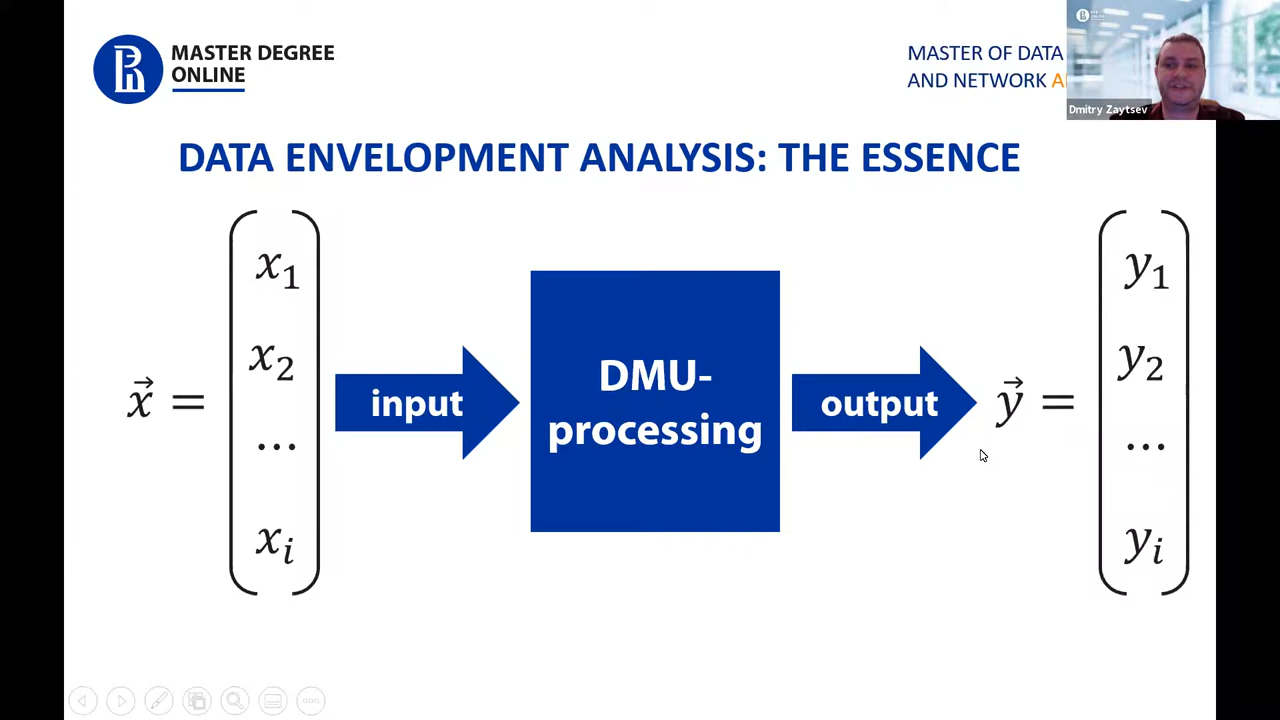 MASTER DEGREE
ONLINE
MASTER OF DATA
AND NETWORK A
Dmitry Zaytsev
DATA ENVELOPMENT ANALYSIS: THE ESSENCE
x⃗ =
x₁
x₂
...
xᵢ
input
DMU-
processing
output
y⃗ =
y₁
y₂
...
yᵢ